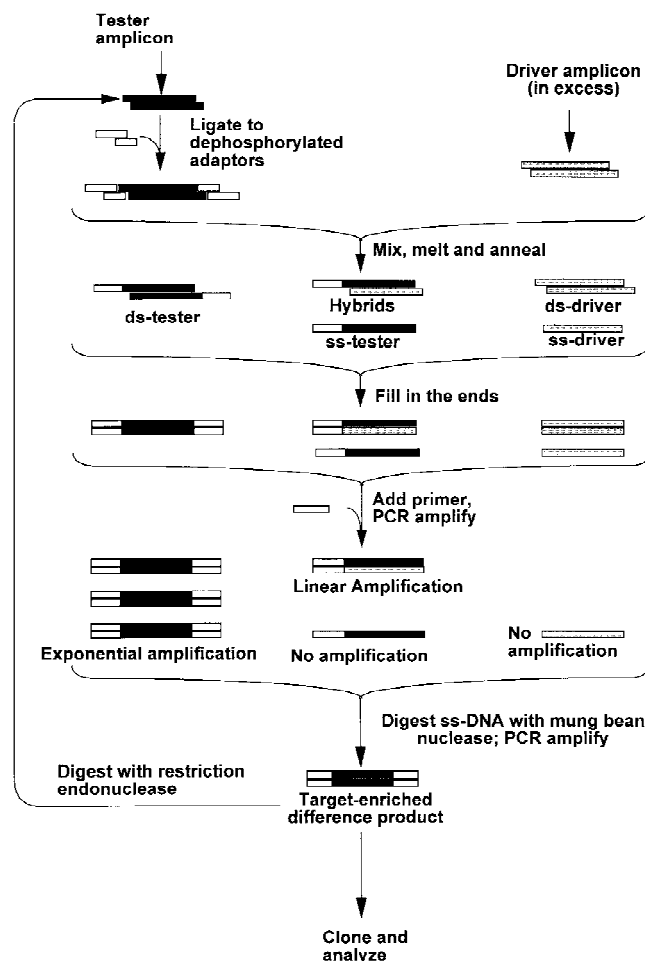 Tester
amplicon
Driver amplicon
(in excess)
Ligate to
dephosphorylated
adaptors
Mix, melt and anneal
ds-tester
Hybrids
ds-driver
ss-tester
ss-driver
Fill in the ends
Add primer,
PCR amplify
Linear Amplification
Exponential amplification
No amplification
No
amplification
Digest ss-DNA with mung bean
nuclease; PCR amplify
Digest with restriction
endonuclease
Target-enriched
difference product
Clone and
analyze